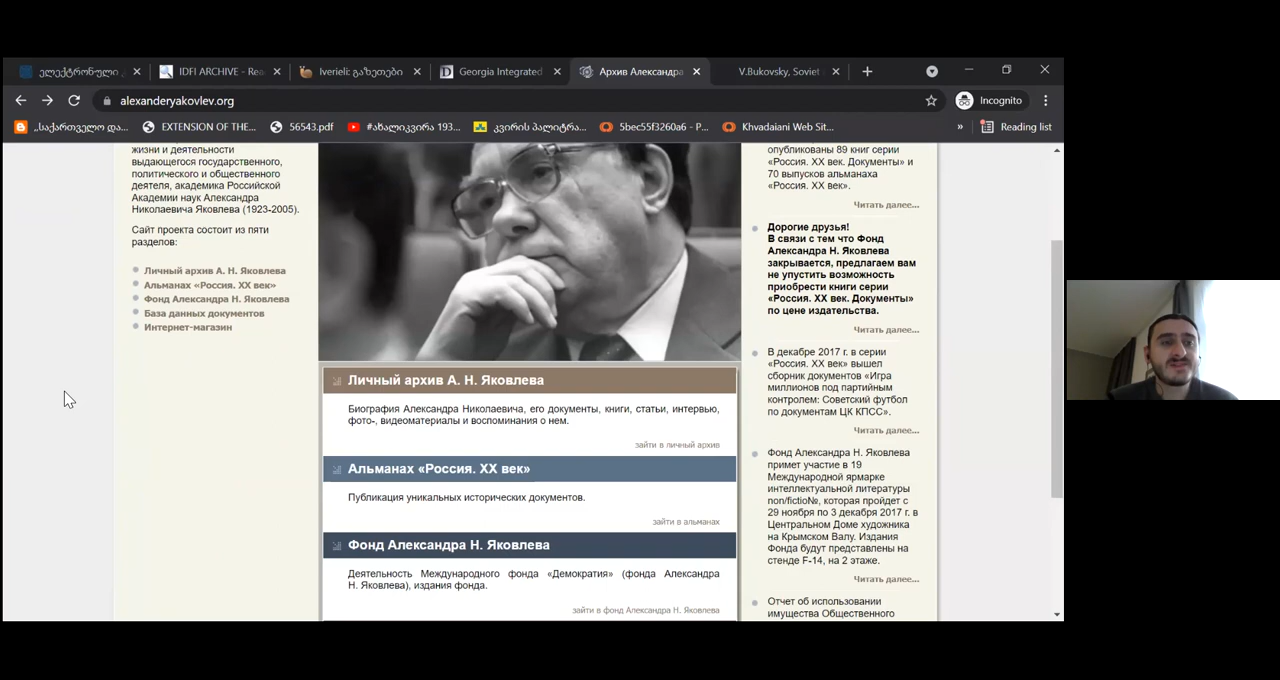 ელექტრონული
IDFI ARCHIVE - Rea
Iverieli: გაზეთები
Georgia Integrated
Архив Александра
V.Bukovsky, Soviet
alexanderyakovlev.org
Incognito
„საქართველო და...
EXTENSION OF THE...
56543.pdf
#ახალიკვირა 193...
კვირის პალიტრა...
5bec55f3260a6 - P...
Khvadaiani Web Sit...
»
Reading list
жизни и деятельности
выдающегося государственного,
политического и общественного
деятеля, академика Российской
Академии наук Александра
Николаевича Яковлева (1923-2005).
Сайт проекта состоит из пяти
разделов:
Личный архив А. Н. Яковлева
Альманах «Россия. XX век»
Фонд Александра Н. Яковлева
База данных документов
Интернет-магазин
Личный архив А. Н. Яковлева
Биография Александра Николаевича, его документы, книги, статьи, интервью,
фото-, видеоматериалы и воспоминания о нем.
зайти в личный архив
Альманах «Россия. XX век»
Публикация уникальных исторических документов.
зайти в альманах
Фонд Александра Н. Яковлева
Деятельность Международного фонда «Демократия» (фонда Александра
Н. Яковлева), издания фонда.
зайти в фонд Александра Н. Яковлева
опубликованы 89 книг серии
«Россия. XX век. Документы» и
70 выпусков альманаха
«Россия. XX век».
Читать далее...
Дорогие друзья!
В связи с тем что Фонд
Александра Н. Яковлева
закрывается, предлагаем вам
не упустить возможность
приобрести книги серии
«Россия. XX век. Документы»
по цене издательства.
Читать далее...
В декабре 2017 г. в серии
«Россия. XX век» вышел
сборник документов «Игра
миллионов под партийным
контролем: Советский футбол
по документам ЦК КПСС».
Читать далее...
Фонд Александра Н. Яковлева
примет участие в 19
Международной ярмарке
интеллектуальной литературы
non/fictio№, которая пройдет с
29 ноября по 3 декабря 2017 г. в
Центральном Доме художника
на Крымском Валу. Издания
Фонда будут представлены на
стенде F-14, на 2 этаже.
Читать далее...
Отчет об использовании
имущества Общественного